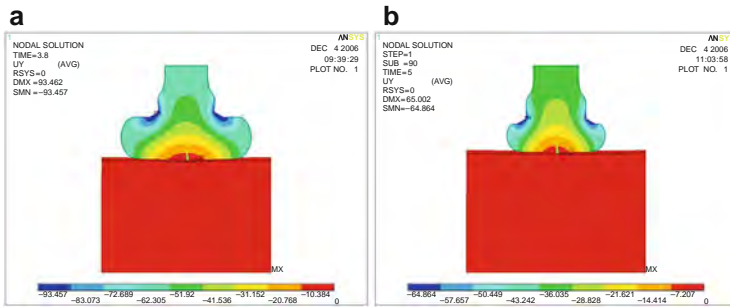 a
1
ANSYS
NODAL SOLUTION
TIME=3.8
UY (AVG)
RSYS=0
DMX =93.462
SMN =−93.457
DEC 4 2006
09:39:29
PLOT NO. 1
MX
−93.457 −72.689 −51.92 −31.152 −10.384
−83.073 −62.305 −41.536 −20.768 0
b
ANSY
NODAL SOLUTION
STEP=1
SUB =90
TIME=5
UY (AVG)
RSYS=0
DMX=65.002
SMN=−64.864
DEC 4 2006
11:03:58
PLOT NO. 1
MX
−64.864 −50.449 −36.035 −21.621 −7.207
−57.657 −43.242 −28.828 −14.414 0